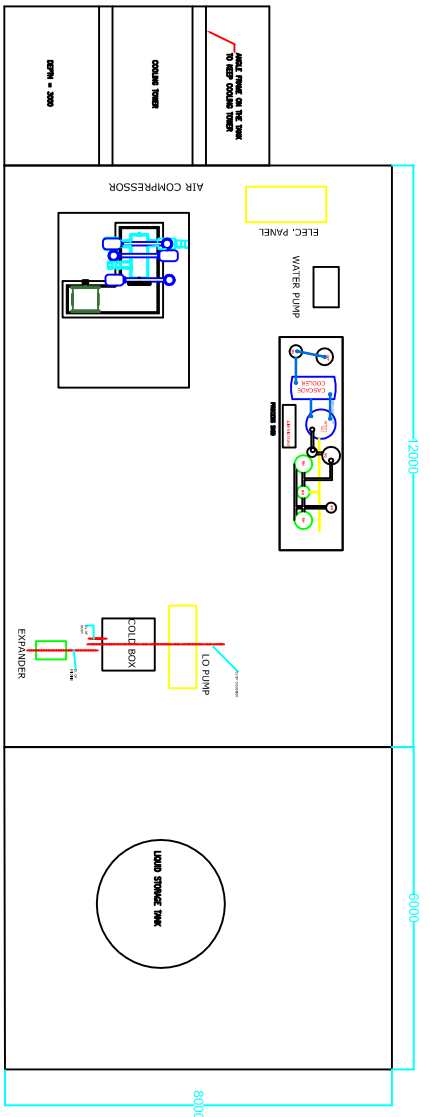 ANGLE FRAME ON THE TANK
TO KEEP COOLING TOWER
COOLING TOWER
DEPTH = 3000
AIR COMPRESSOR
ELEC. PANEL
WATER PUMP
CASCADE
COOLER
PROCESS SKID
12000
COLD BOX
LO PUMP
EXPANDER
LIQUID STORAGE TANK
6000
8000